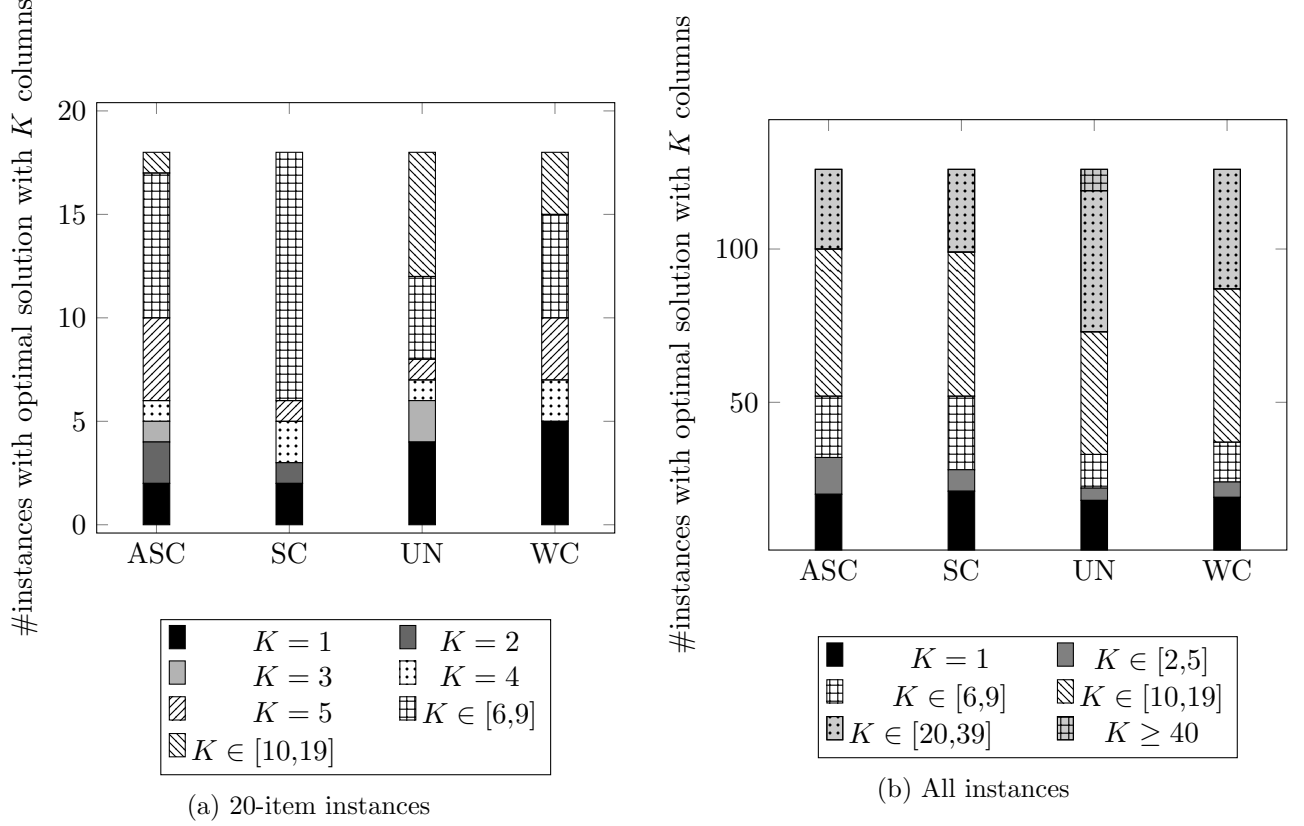 #instances with optimal solution with K columns
20
15
10
5
0
ASC SC UN WC
K = 1 K = 2
K = 3 K = 4
K = 5 K ∈ [6,9]
K ∈ [10,19]
(a) 20-item instances
#instances with optimal solution with K columns
100
50
ASC SC UN WC
K = 1 K ∈ [2,5]
K ∈ [6,9] K ∈ [10,19]
K ∈ [20,39] K ≥ 40
(b) All instances